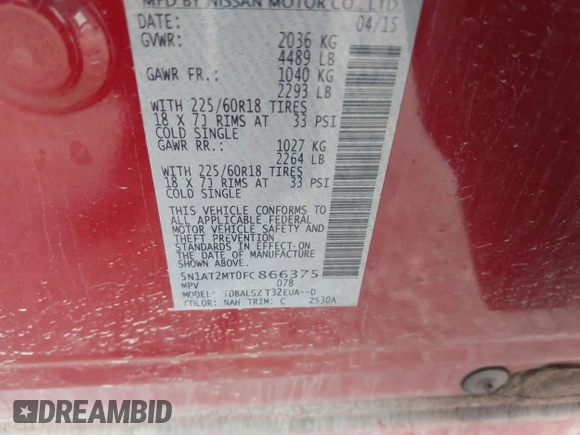 MFD BY NISSAN MOTOR CO., LTD.
DATE: 04/15
GVWR: 2036 KG
4489 LB
GAWR FR.: 1040 KG
2293 LB
WITH 225/60R18 TIRES
18 X 7J RIMS AT 33 PSI
COLD SINGLE
GAWR RR.: 1027 KG
2264 LB
WITH 225/60R18 TIRES
18 X 7J RIMS AT 33 PSI
COLD SINGLE
THIS VEHICLE CONFORMS TO
ALL APPLICABLE FEDERAL
MOTOR VEHICLE SAFETY AND
THEFT PREVENTION
STANDARDS IN EFFECT ON
THE DATE OF MANUFACTURE
SHOWN ABOVE.
5N1AT2MT0FC866375
MPV 078
MODEL: TDBALSZ T32EUA--D
COLOR: NAH TRIM: C ZS30A
DREAMBID